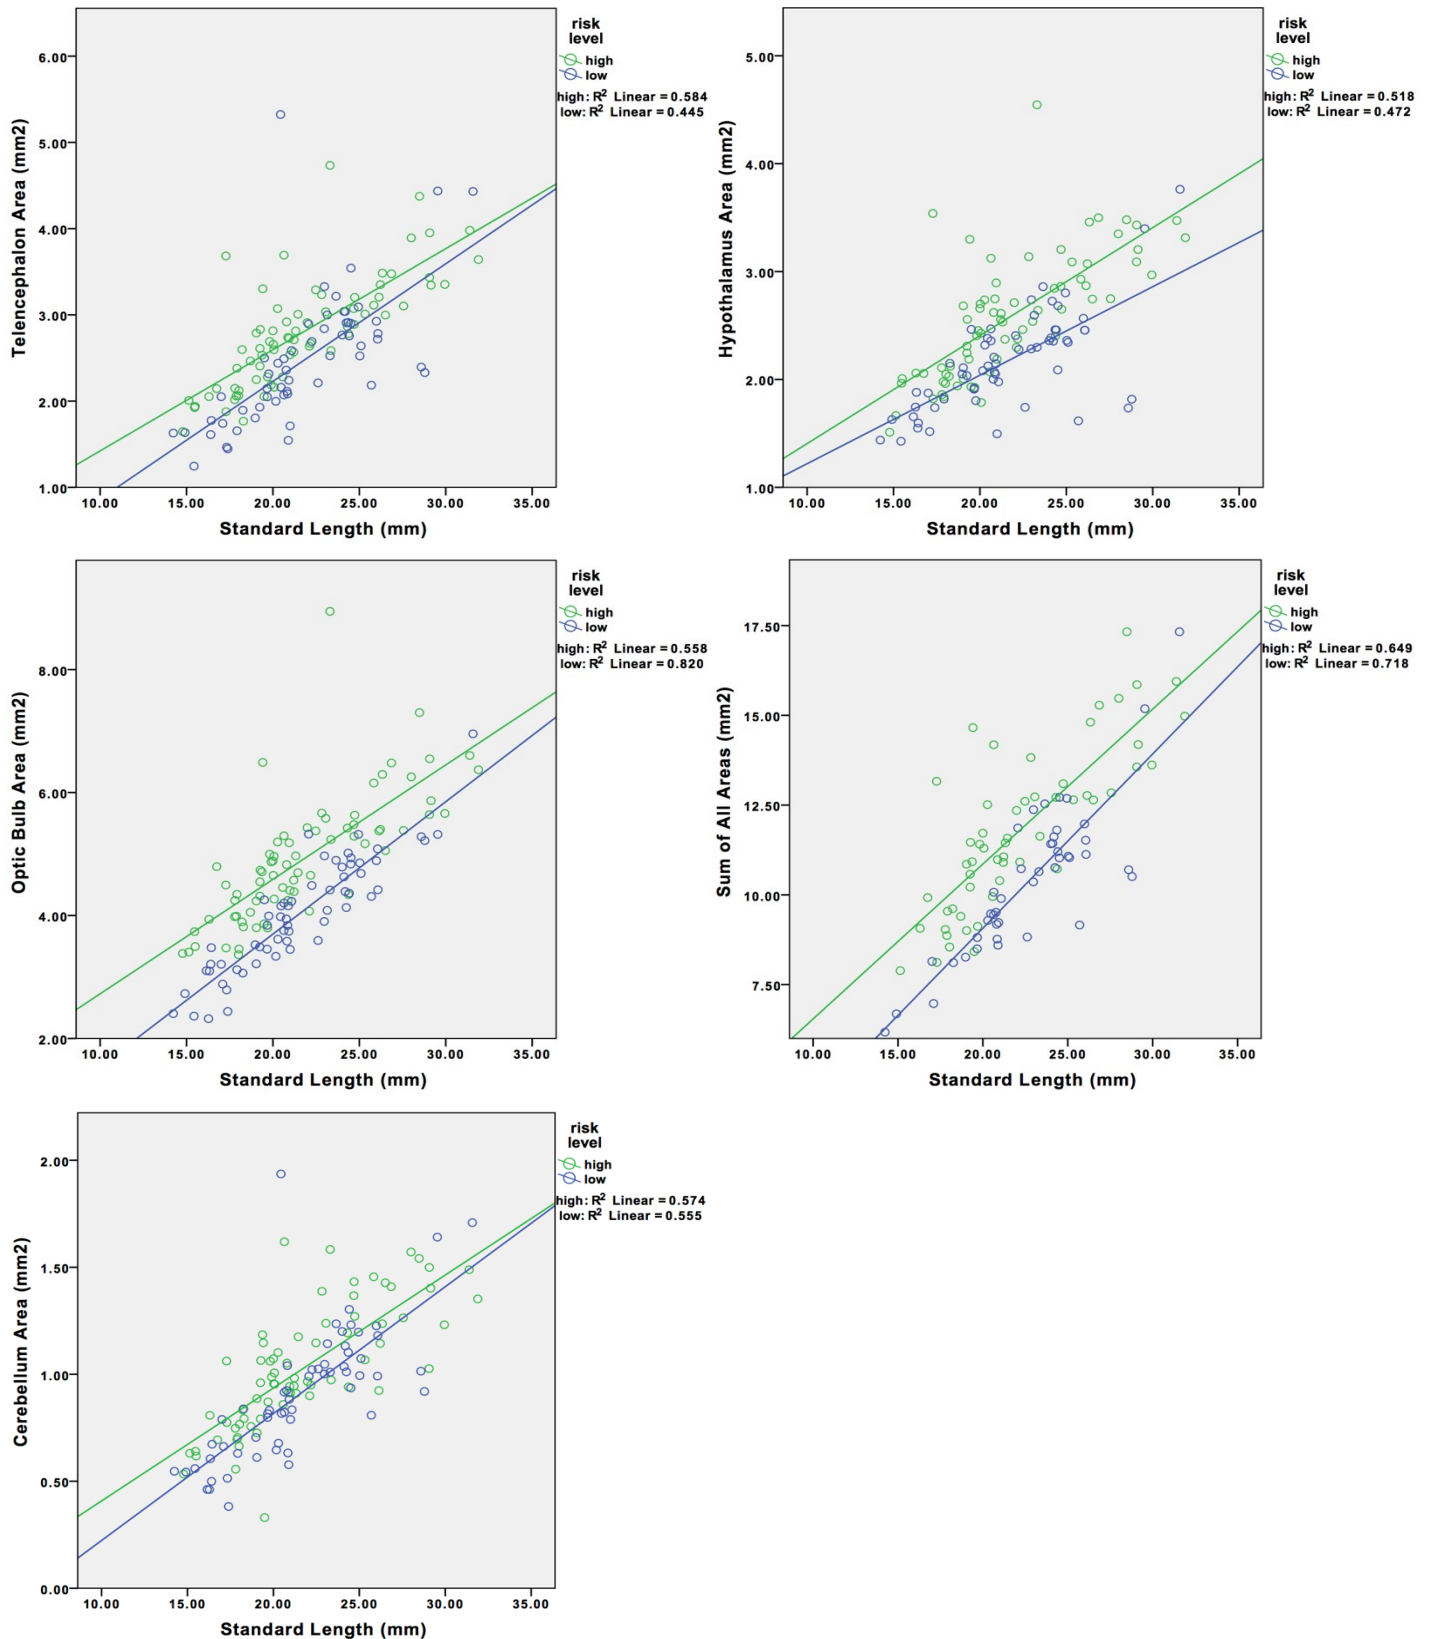 risk
level
high
low
high: R² Linear = 0.584
low: R² Linear = 0.445
Telencephalon Area (mm2)
6.00
5.00
4.00
3.00
2.00
1.00
10.00 15.00 20.00 25.00 30.00 35.00
Standard Length (mm)
risk
level
high
low
high: R² Linear = 0.518
low: R² Linear = 0.472
Hypothalamus Area (mm2)
5.00
4.00
3.00
2.00
1.00
10.00 15.00 20.00 25.00 30.00 35.00
Standard Length (mm)
risk
level
high
low
high: R² Linear = 0.558
low: R² Linear = 0.820
Optic Bulb Area (mm2)
8.00
6.00
4.00
2.00
10.00 15.00 20.00 25.00 30.00 35.00
Standard Length (mm)
risk
level
high
low
high: R² Linear = 0.649
low: R² Linear = 0.718
Sum of All Areas (mm2)
17.50
15.00
12.50
10.00
7.50
10.00 15.00 20.00 25.00 30.00 35.00
Standard Length (mm)
risk
level
high
low
high: R² Linear = 0.574
low: R² Linear = 0.555
Cerebellum Area (mm2)
2.00
1.50
1.00
0.50
0.00
10.00 15.00 20.00 25.00 30.00 35.00
Standard Length (mm)